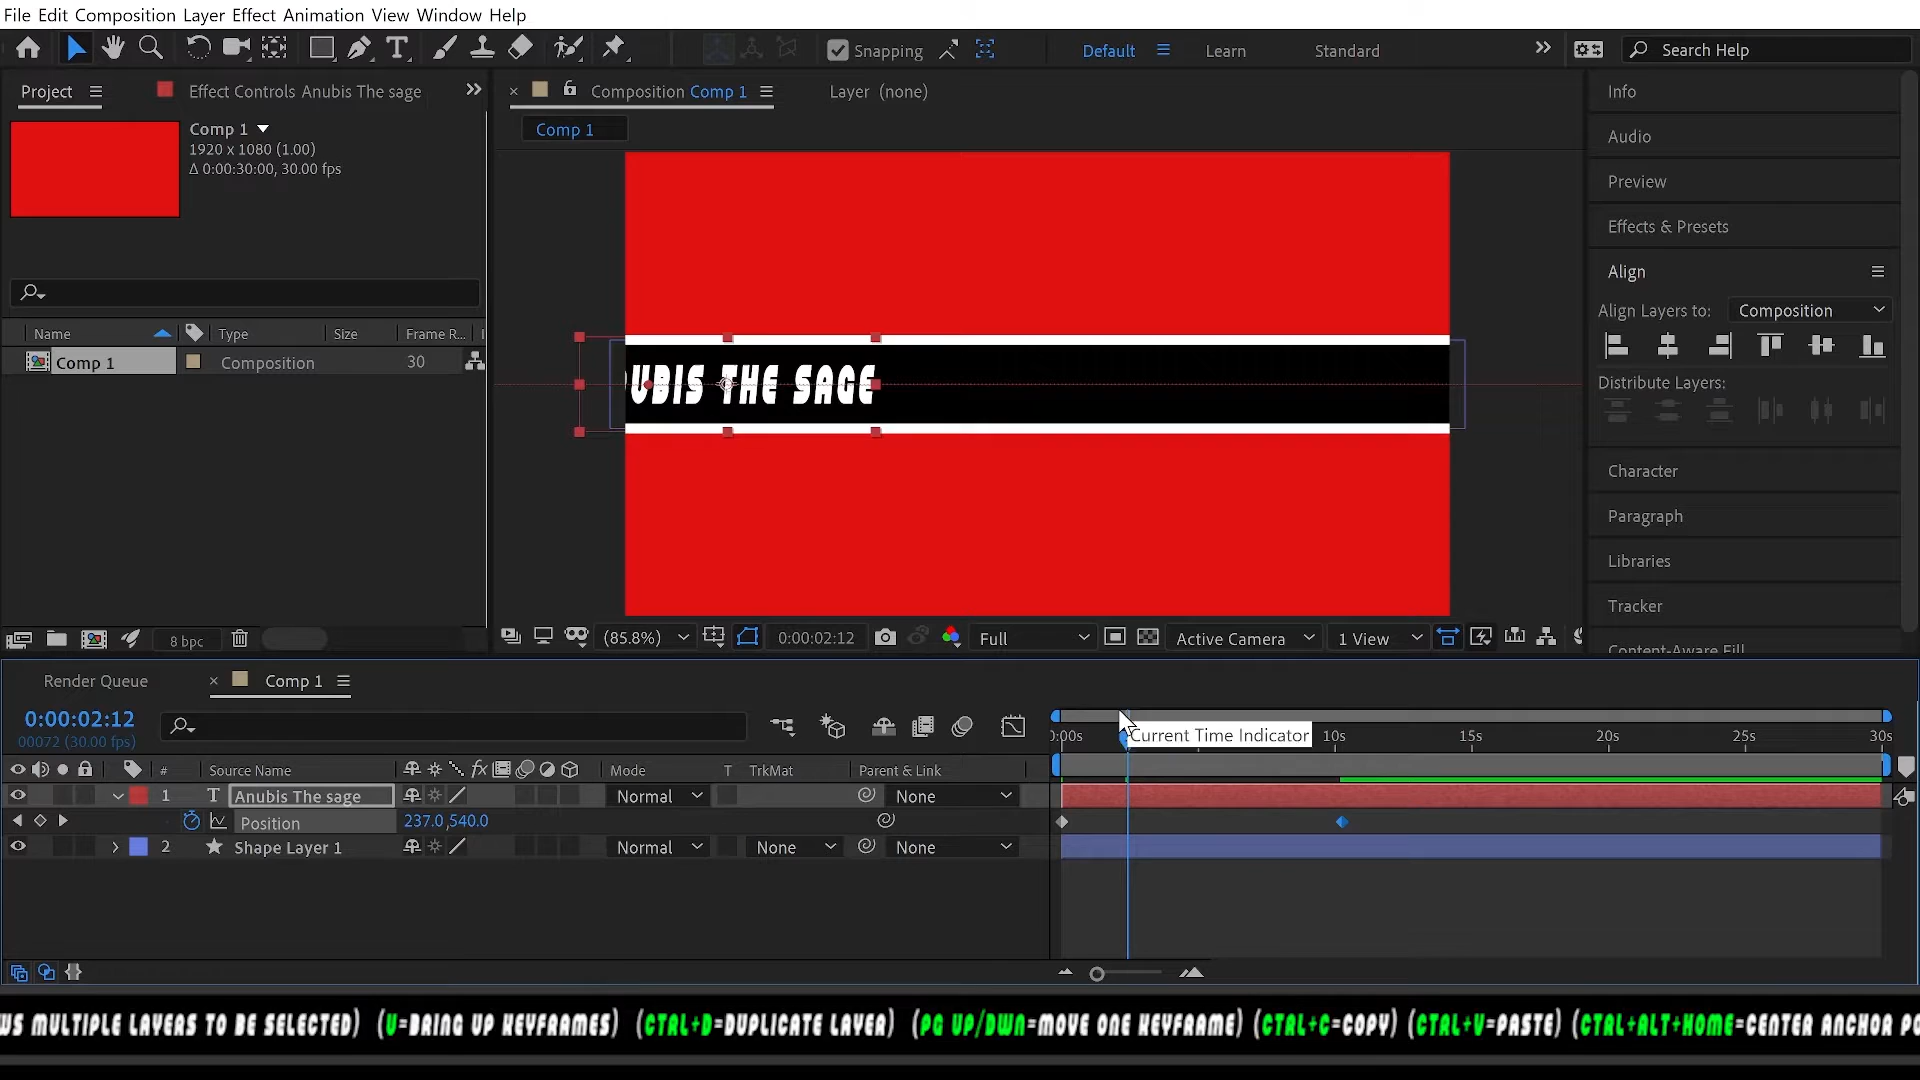 File Edit Composition Layer Effect Animation View Window Help
Snapping
Default
Learn
Standard
Search Help
Project
Effect Controls Anubis The sage
Composition Comp 1
Layer (none)
Comp 1
Comp 1
1920 x 1080 (1.00)
Δ 0:00:30:00, 30.00 fps
Name
Type
Size
Frame R...
Comp 1
Composition
30
UBIS THE SAGE
Info
Audio
Preview
Effects & Presets
Align
Align Layers to:
Composition
Distribute Layers:
Character
Paragraph
Libraries
Tracker
Content-Aware Fill
8 bpc
(85.8%)
0:00:02:12
Full
Active Camera
1 View
Render Queue
Comp 1
0:00:02:12
00072 (30.00 fps)
Current Time Indicator
0:00s
10s
15s
20s
25s
30s
#
Source Name
fx
Mode
T
TrkMat
Parent & Link
1
T
Anubis The sage
Normal
None
Position
237.0,540.0
2
Shape Layer 1
Normal
None
None
WS MULTIPLE LAYERS TO BE SELECTED) (U=BRING UP KEYFRAMES) (CTRL+D=DUPLICATE LAYER) (PG UP/DWN=MOVE ONE KEYFRAME) (CTRL+C=COPY) (CTRL+V=PASTE) (CTRL+ALT+HOME=CENTER ANCHOR PO